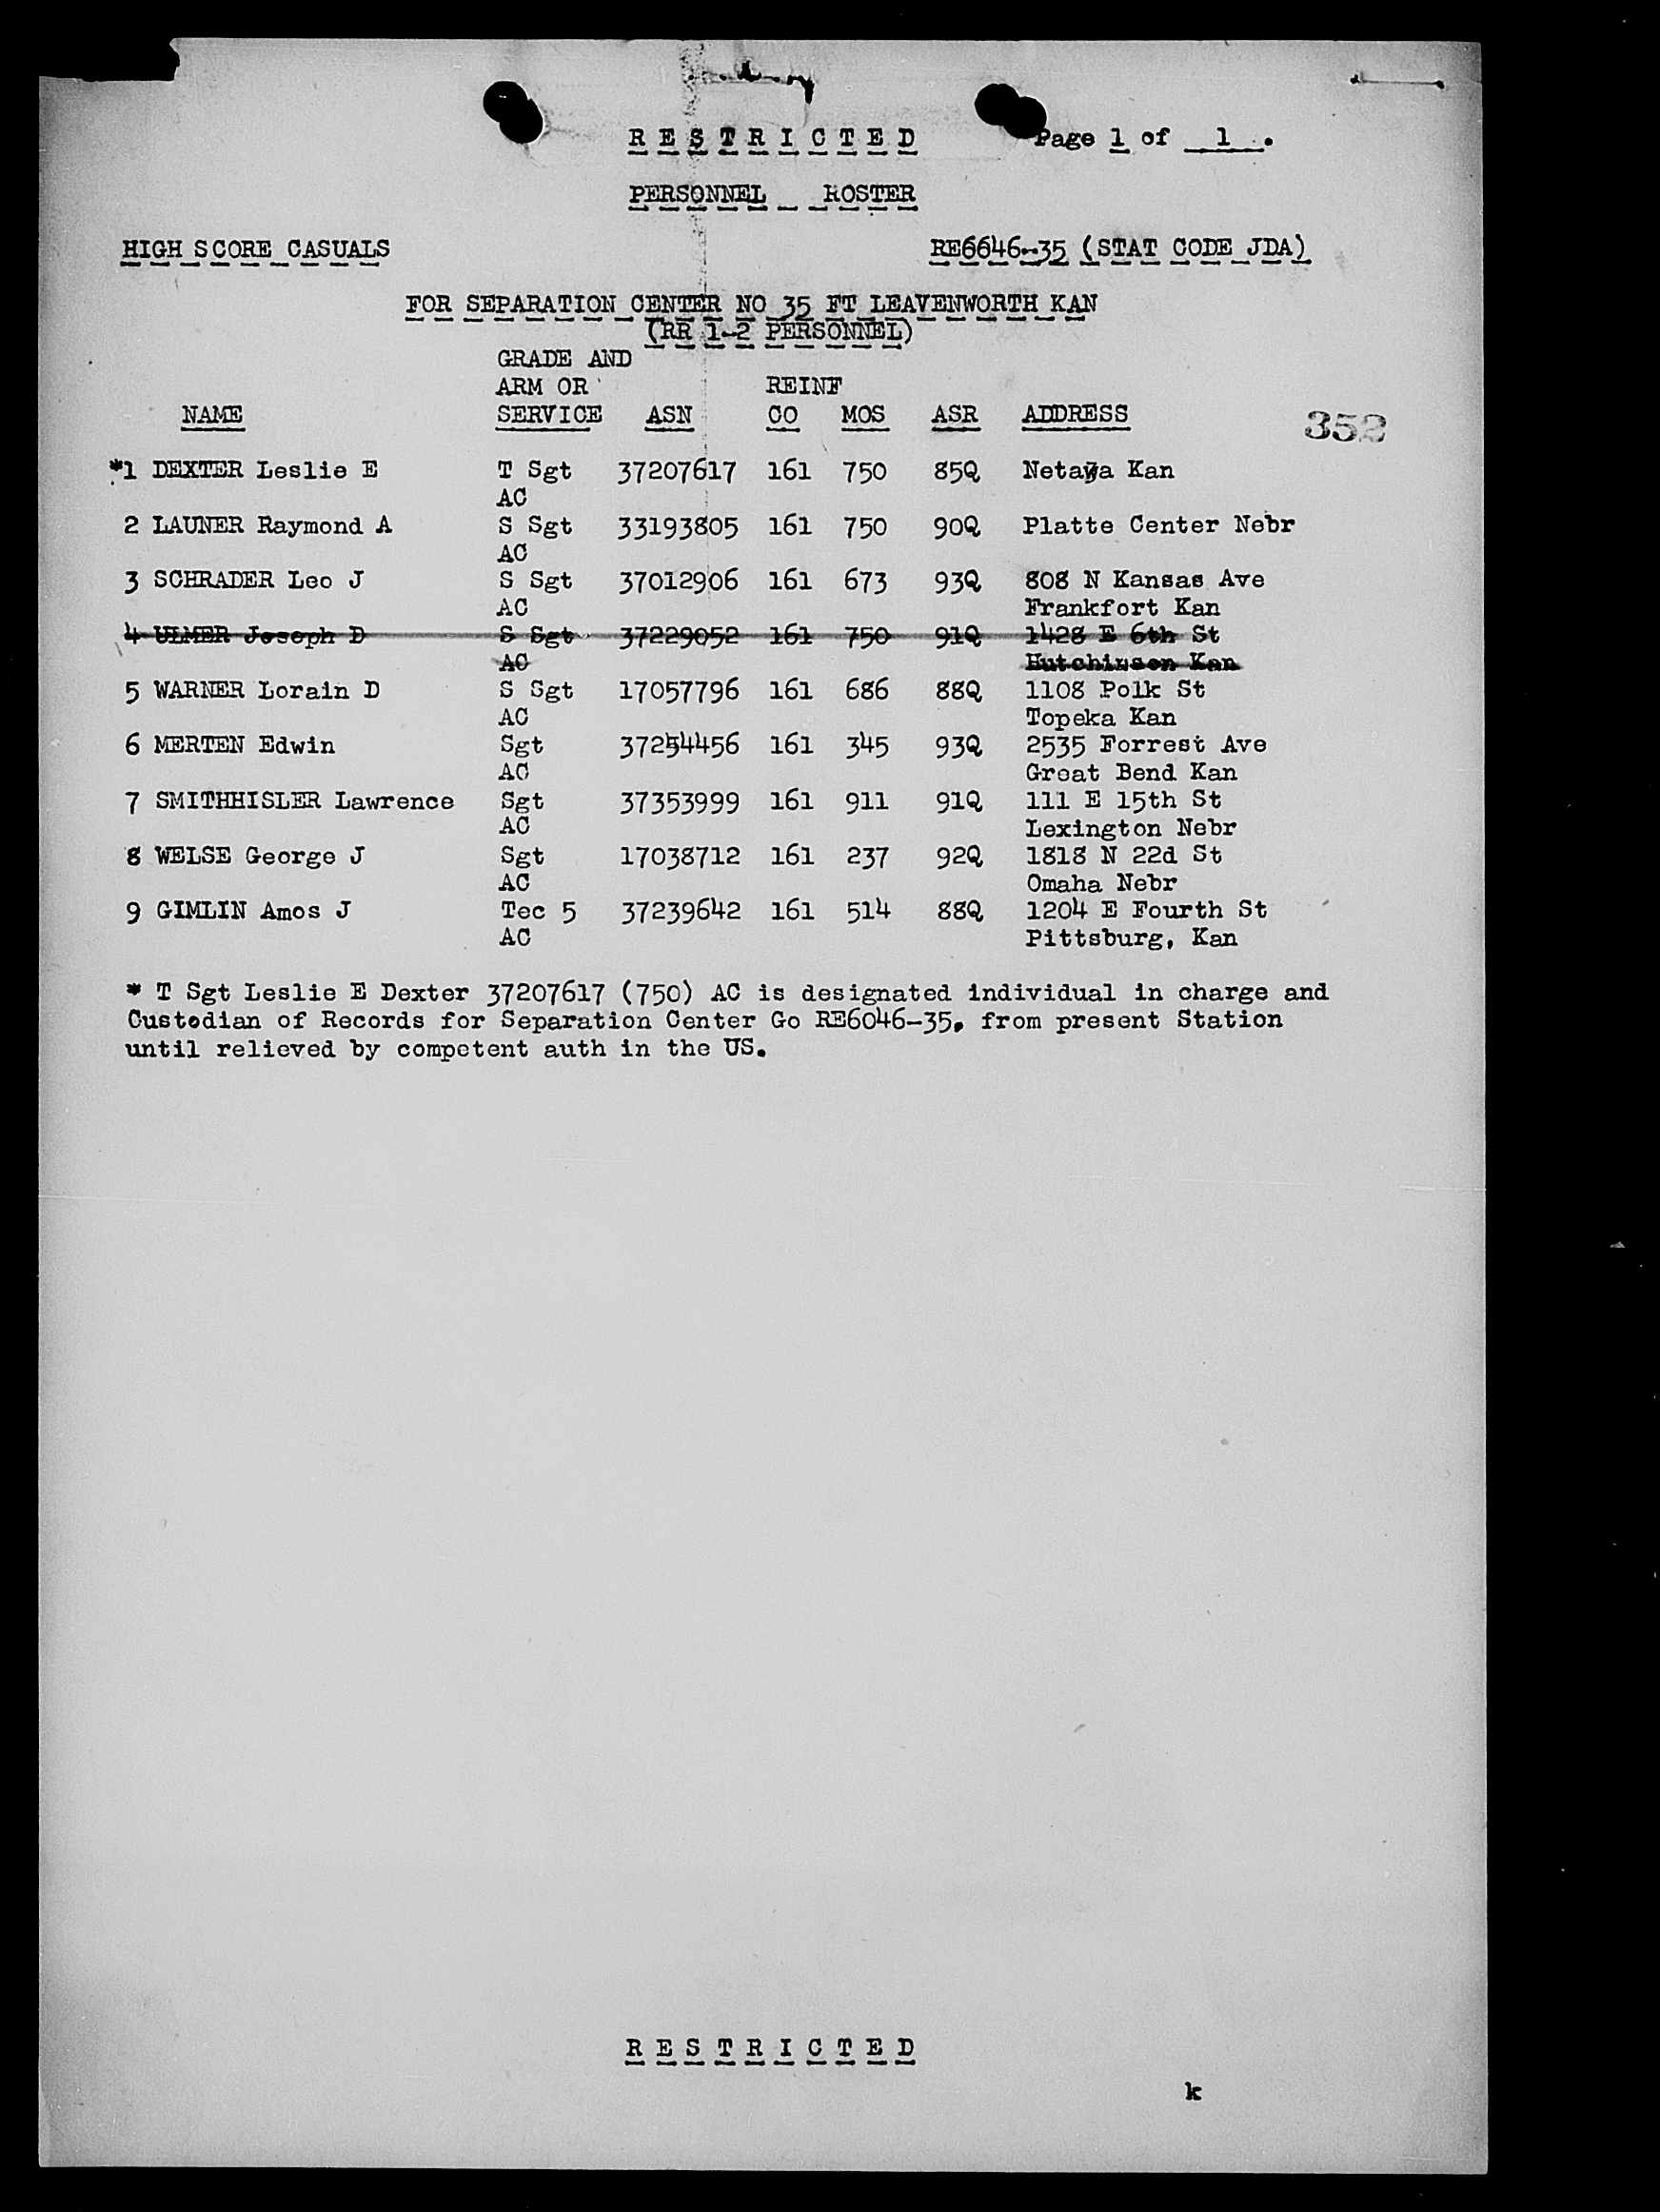 R E S T R I C T E D Page 1 of 1 .
PERSONNEL ROSTER
HIGH SCORE CASUALS RE6646-35 (STAT CODE JDA)
FOR SEPARATION CENTER NO 35 FT LEAVENWORTH KAN
(RR 1-2 PERSONNEL)
GRADE AND
ARM OR REINF
NAME SERVICE ASN CO MOS ASR ADDRESS 352
*1 DEXTER Leslie E T Sgt 37207617 161 750 85Q Netawa Kan
AC
2 LAUNER Raymond A S Sgt 33193805 161 750 90Q Platte Center Nebr
AC
3 SCHRADER Leo J S Sgt 37012906 161 673 93Q 808 N Kansas Ave
AC Frankfort Kan
4 ULMER Joseph D S Sgt 37229052 161 750 91Q 1428 E 6th St
AC Hutchinson Kan
5 WARNER Lorain D S Sgt 17057796 161 686 88Q 1108 Polk St
AC Topeka Kan
6 MERTEN Edwin Sgt 37254456 161 345 93Q 2535 Forrest Ave
AC Great Bend Kan
7 SMITHHISLER Lawrence Sgt 37353999 161 911 91Q 111 E 15th St
AC Lexington Nebr
8 WELSE George J Sgt 17038712 161 237 92Q 1818 N 22d St
AC Omaha Nebr
9 GIMLIN Amos J Tec 5 37239642 161 514 88Q 1204 E Fourth St
AC Pittsburg, Kan
* T Sgt Leslie E Dexter 37207617 (750) AC is designated individual in charge and
Custodian of Records for Separation Center Go RE6046-35, from present Station
until relieved by competent auth in the US.
R E S T R I C T E D
k